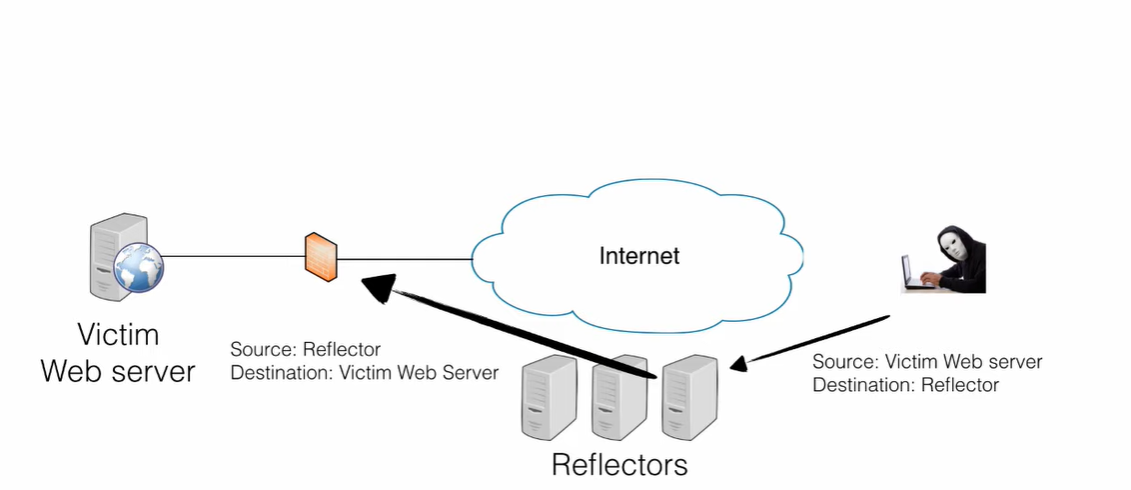 Internet
Victim
Web server
Source: Reflector
Destination: Victim Web Server
Source: Victim Web server
Destination: Reflector
Reflectors